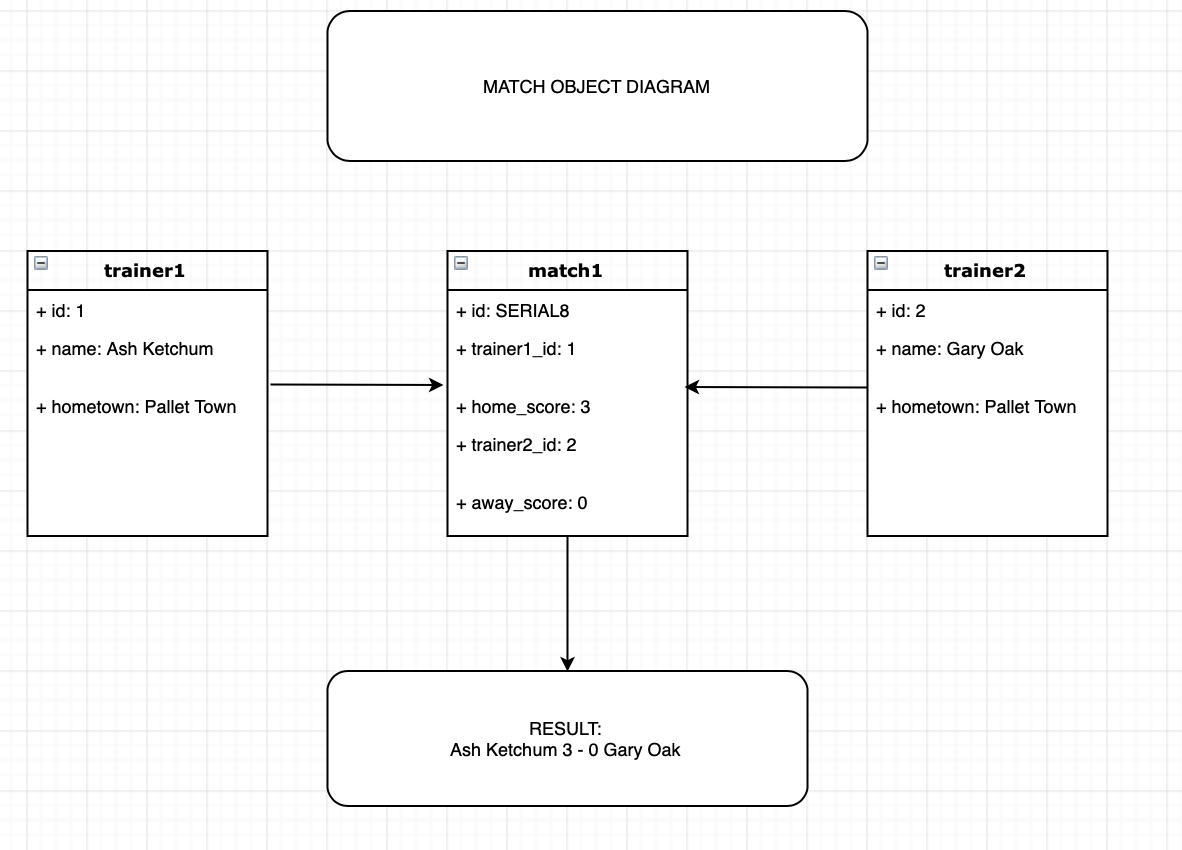 MATCH OBJECT DIAGRAM
trainer1
+ id: 1
+ name: Ash Ketchum
+ hometown: Pallet Town
match1
+ id: SERIAL8
+ trainer1_id: 1
+ home_score: 3
+ trainer2_id: 2
+ away_score: 0
trainer2
+ id: 2
+ name: Gary Oak
+ hometown: Pallet Town
RESULT:
Ash Ketchum 3 - 0 Gary Oak